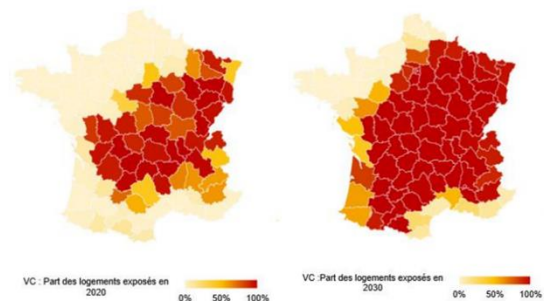 VC : Part des logements exposés en
2020
0% 50% 100%
VC :Part des logements exposés en
2030
0% 50% 100%